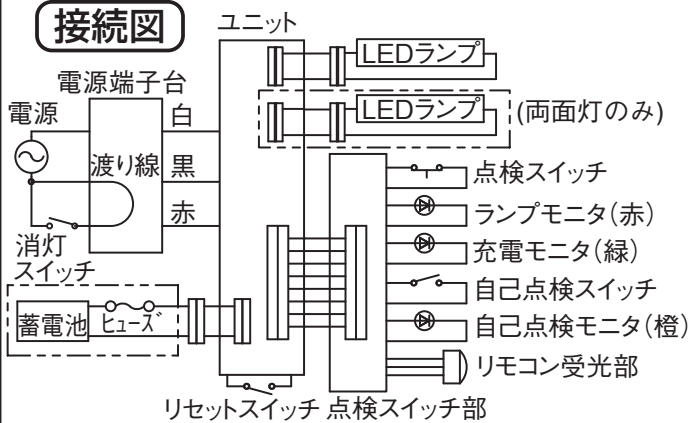 接続図
ユニット
LEDランプ
電源端子台
電源
白
LEDランプ
(両面灯のみ)
渡り線
黒
点検スイッチ
赤
ランプモニタ(赤)
消灯
スイッチ
充電モニタ(緑)
自己点検スイッチ
蓄電池
ヒューズ
自己点検モニタ(橙)
リモコン受光部
リセットスイッチ
点検スイッチ部